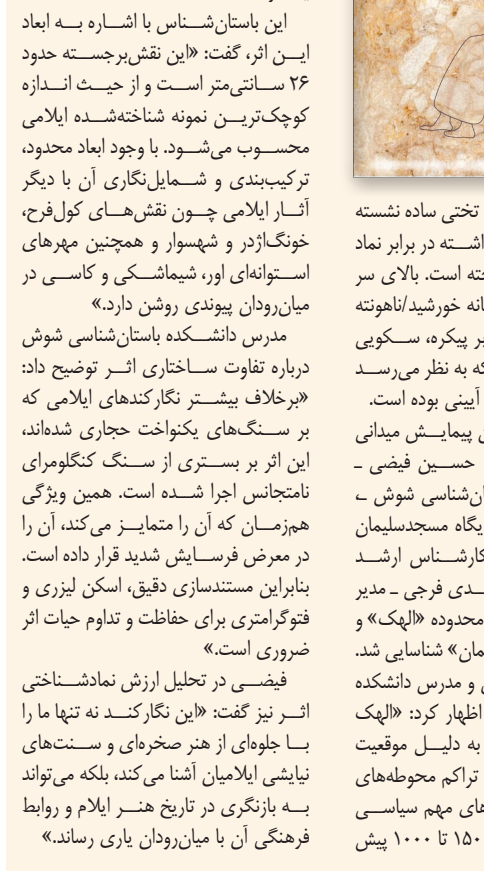 این باستان‌شناس با اشاره به ابعاد
این اثر، گفت: «این نقش‌برجسته حدود
۲۶ سانتی‌متر است و از حیث اندازه
کوچک‌ترین نمونه شناخته‌شده ایلامی
محسوب می‌شود. با وجود ابعاد محدود،
ترکیب‌بندی و شمایل‌نگاری آن با دیگر
آثار ایلامی چون نقش‌های کول‌فرح،
خونگ‌اژدر و شهسوار و همچنین مهرهای
استوانه‌ای اور، شیماشکی و کاسی در
میان‌رودان پیوندی روشن دارد.»
مدرس دانشکده باستان‌شناسی شوش
درباره تفاوت ساختاری اثر توضیح داد:
«برخلاف بیشتر نگارکندهای ایلامی که
بر سنگ‌های یکنواخت حجاری شده‌اند،
این اثر بر بستری از سنگ کنگلومرای
نامتجانس اجرا شده است. همین ویژگی
هم‌زمان که آن را متمایز می‌کند، آن را
در معرض فرسایش شدید قرار داده است.
بنابراین مستندسازی دقیق، اسکن لیزری و
فتوگرامتری برای حفاظت و تداوم حیات اثر
ضروری است.»
فیضی در تحلیل ارزش نمادشناختی
اثر نیز گفت: «این نگارکند نه تنها ما را
با جلوه‌ای از هنر صخره‌ای و سنت‌های
نیایشی ایلامیان آشنا می‌کند، بلکه می‌تواند
به بازنگری در تاریخ هنر ایلام و روابط
فرهنگی آن با میان‌رودان یاری رساند.»
تختی ساده نشسته
در برابر نماد
است. بالای سر
خورشید/ناهونته
پیکره، سکویی
که به نظر می‌رسد
آیینی بوده است.
پیمایش میدانی
حسین فیضی ـ
شوش ـ
مسجدسلیمان
کارشناس ارشد
فرجی ـ مدیر
محدوده «الهک» و
شناسایی شد.
و مدرس دانشکده
اظهار کرد: «الهک
به دلیل موقعیت
تراکم محوطه‌های
مهم سیاسی
تا ۱۰۰۰ پیش